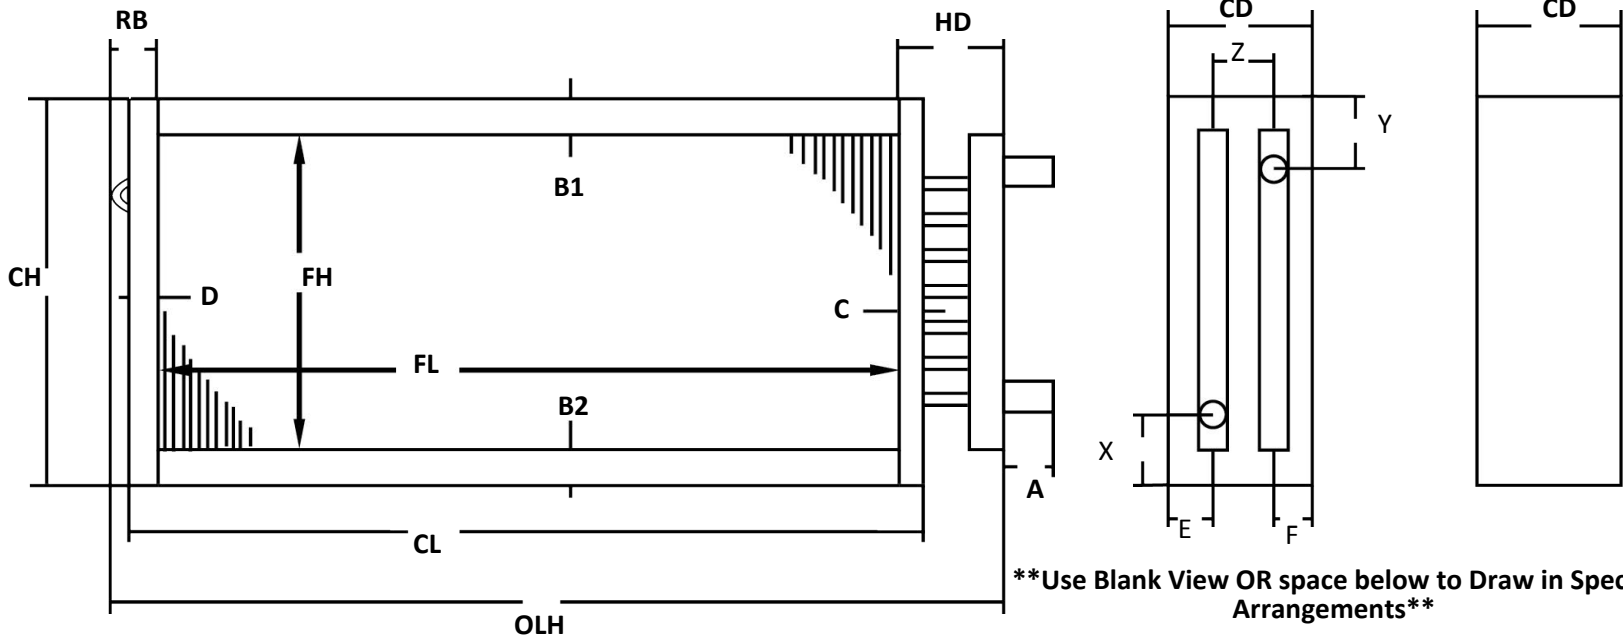 RB
HD
CD
CD
Z
Y
B1
CH
FH
D
C
FL
B2
X
A
E
F
CL
**Use Blank View OR space below to Draw in
Arrangements**
OLH